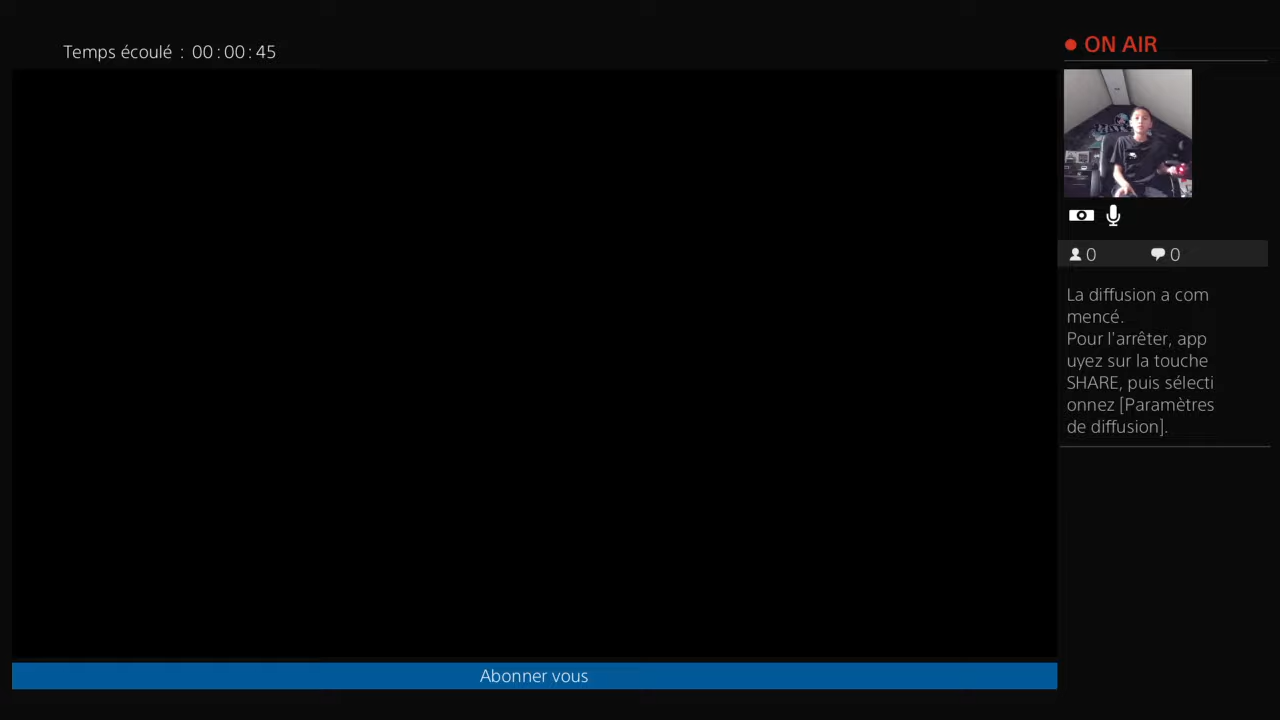 Temps écoulé : 00:00:45
ON AIR
0 0
La diffusion a com
mencé.
Pour l'arrêter, app
uyez sur la touche
SHARE, puis sélecti
onnez [Paramètres
de diffusion].
Abonner vous